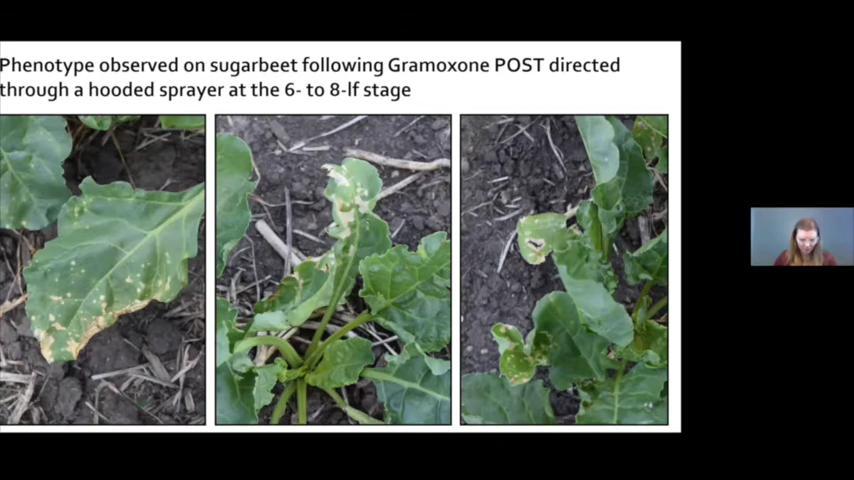 Phenotype observed on sugarbeet following Gramoxone POST directed
through a hooded sprayer at the 6- to 8-lf stage